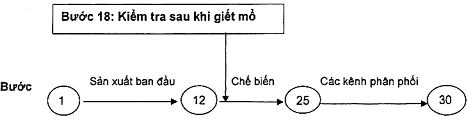 Bước 18: Kiểm tra sau khi giết mổ
Bước
Sản xuất ban đầu
Chế biến
Các kênh phân phối
1
12
25
30